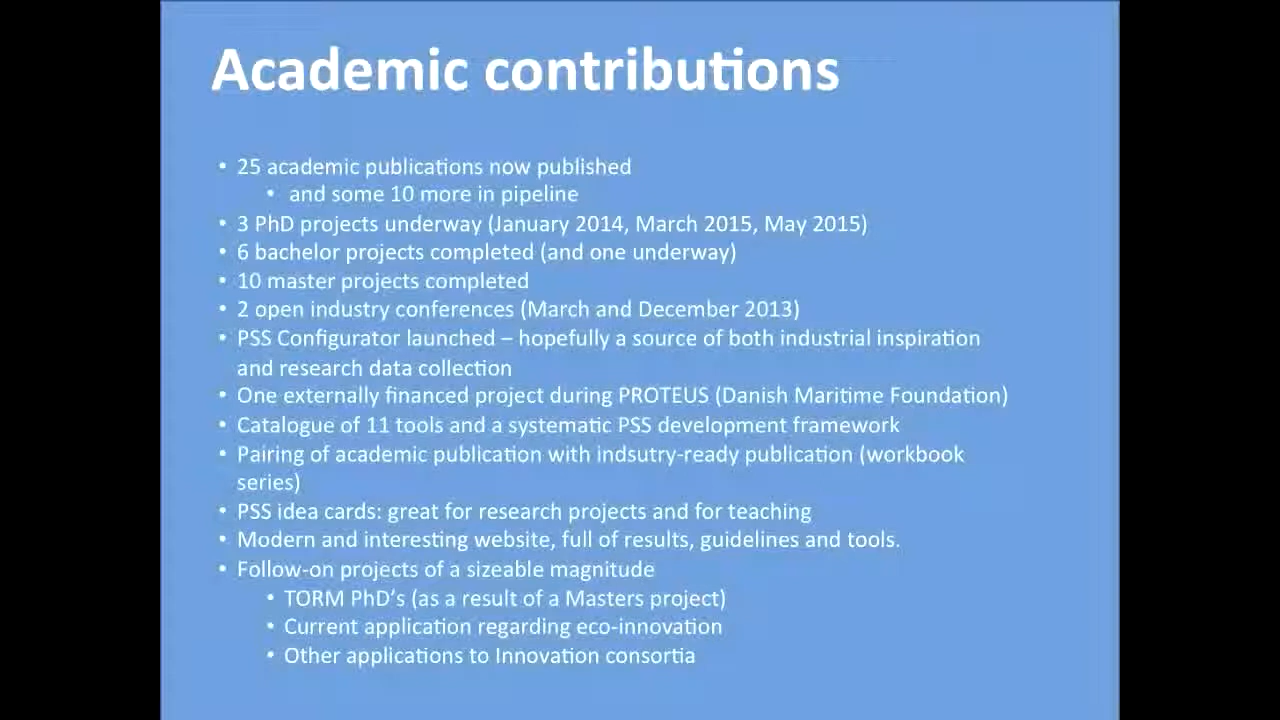 Academic contributions
• 25 academic publications now published
• and some 10 more in pipeline
• 3 PhD projects underway (January 2014, March 2015, May 2015)
• 6 bachelor projects completed (and one underway)
• 10 master projects completed
• 2 open industry conferences (March and December 2013)
• PSS Configurator launched – hopefully a source of both industrial inspiration
and research data collection
• One externally financed project during PROTEUS (Danish Maritime Foundation)
• Catalogue of 11 tools and a systematic PSS development framework
• Pairing of academic publication with indsutry-ready publication (workbook
series)
• PSS idea cards: great for research projects and for teaching
• Modern and interesting website, full of results, guidelines and tools.
• Follow-on projects of a sizeable magnitude
• TORM PhD’s (as a result of a Masters project)
• Current application regarding eco-innovation
• Other applications to Innovation consortia